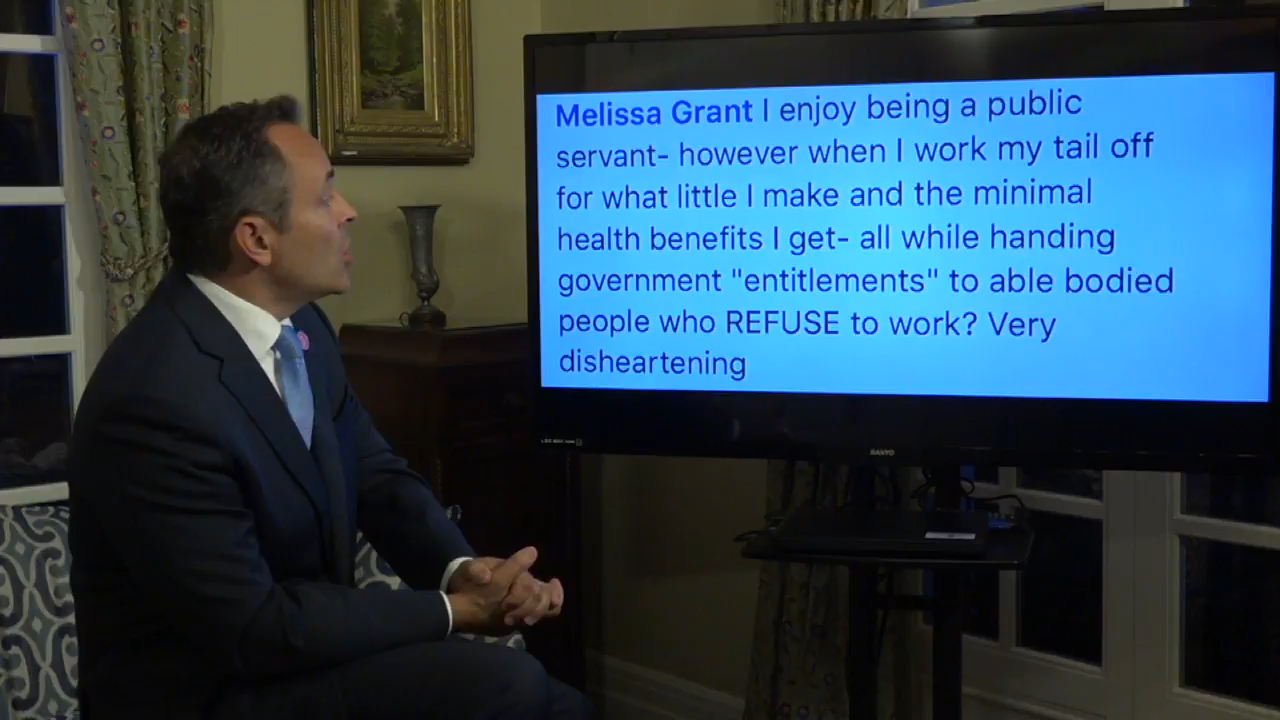 Melissa Grant I enjoy being a public
servant- however when I work my tail off
for what little I make and the minimal
health benefits I get- all while handing
government "entitlements" to able bodied
people who REFUSE to work? Very
disheartening
SANYO